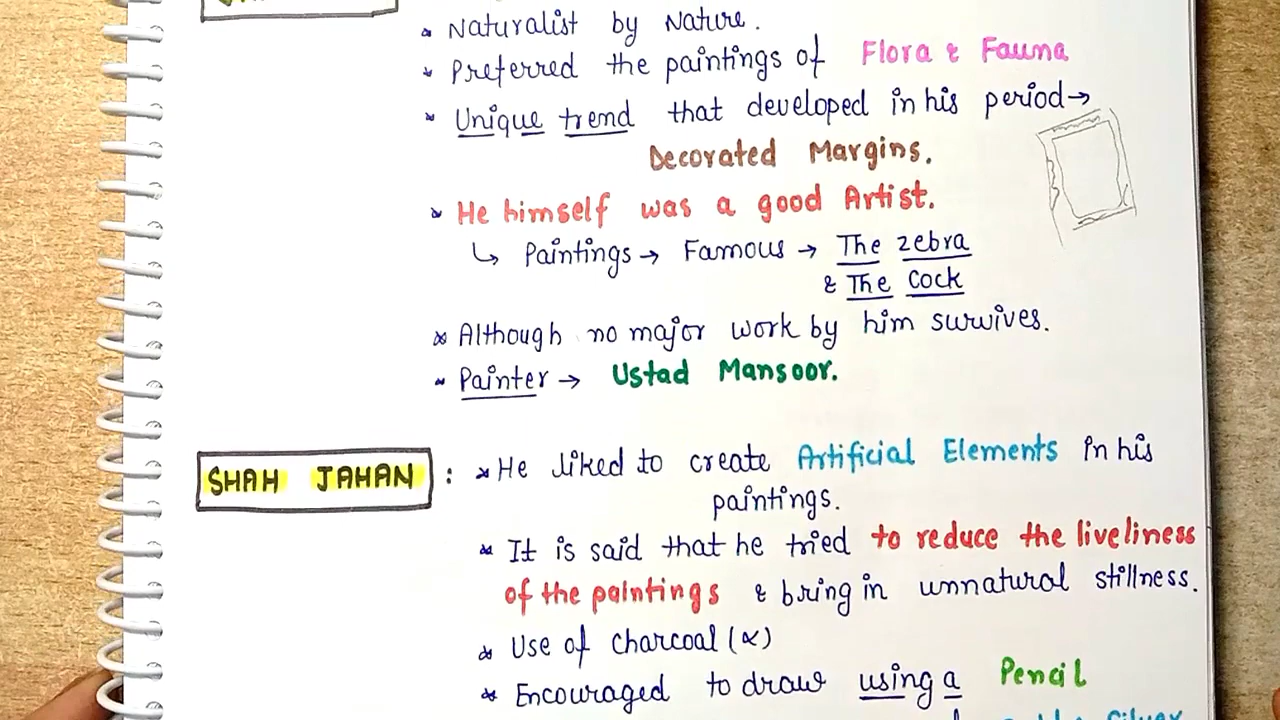 * Naturalist by Nature.
* Preferred the paintings of Flora & Fauna
* Unique trend that developed in his period →
Decorated Margins.
* He himself was a good Artist.
↳ Paintings → Famous → The zebra
& The Cock
* Although no major work by him survives.
* Painter → Ustad Mansoor.
SHAH JAHAN : * He liked to create Artificial Elements in his
paintings.
* It is said that he tried to reduce the liveliness
of the paintings & bring in unnatural stillness.
* Use of charcoal (✗)
* Encouraged to draw using a Pencil